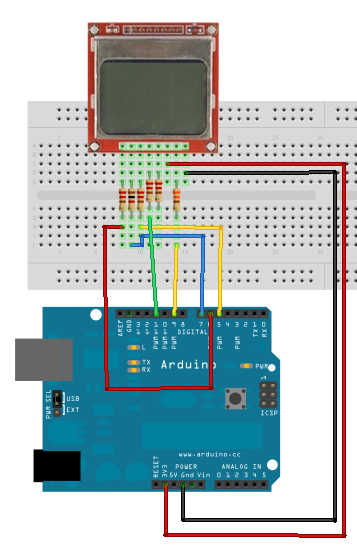 AREF GND 13 12 11 10 9 8 7 5 4 3 2 1 0
PWM PWM PWM DIGITAL PWM PWM TX RX
L
TX
RX
Arduino
PWR
PWR SEL
USB
EXT
1
ICSP
www.arduino.cc
POWER ANALOG IN
RESET 3V3 5V Gnd Vin 0 1 2 3 4 5